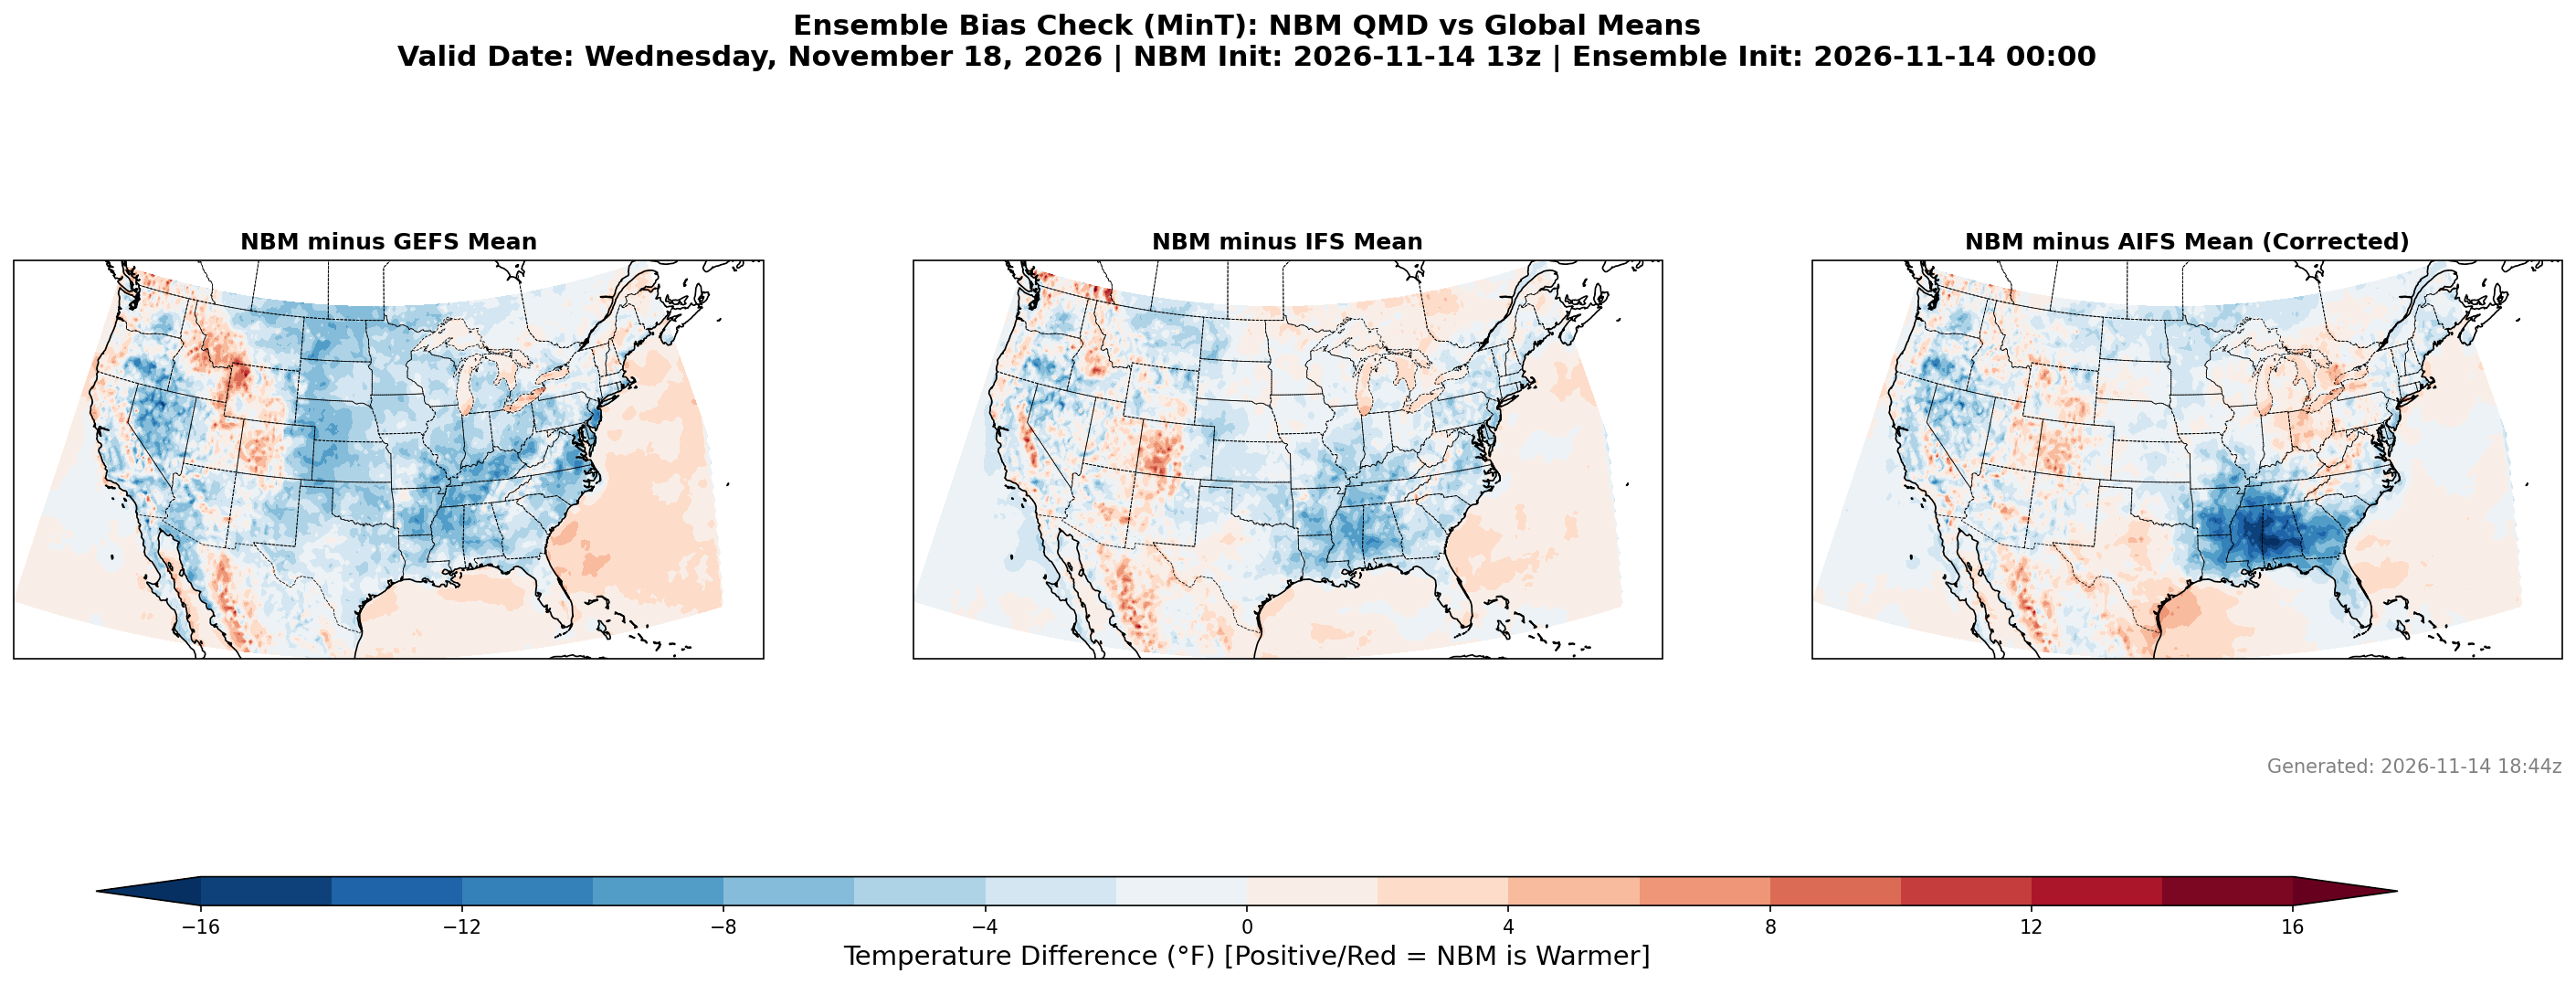 Ensemble Bias Check (MinT): NBM QMD vs Global Means
Valid Date: Wednesday, November 18, 2026 | NBM Init: 2026-11-14 13z | Ensemble Init: 2026-11-14 00:00
NBM minus GEFS Mean
NBM minus IFS Mean
NBM minus AIFS Mean (Corrected)
Generated: 2026-11-14 18:44z
−16 −12 −8 −4 0 4 8 12 16
Temperature Difference (°F) [Positive/Red = NBM is Warmer]